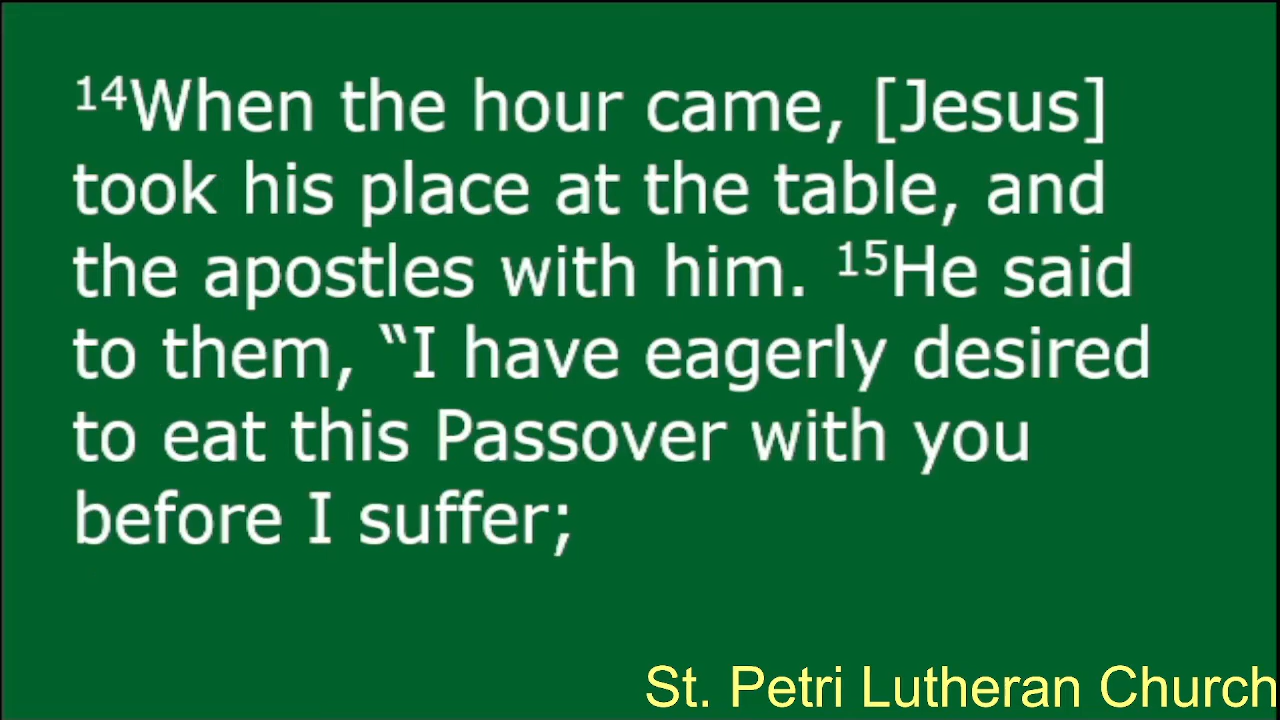 ¹⁴When the hour came, [Jesus]
took his place at the table, and
the apostles with him. ¹⁵He said
to them, “I have eagerly desired
to eat this Passover with you
before I suffer;
St. Petri Lutheran Church